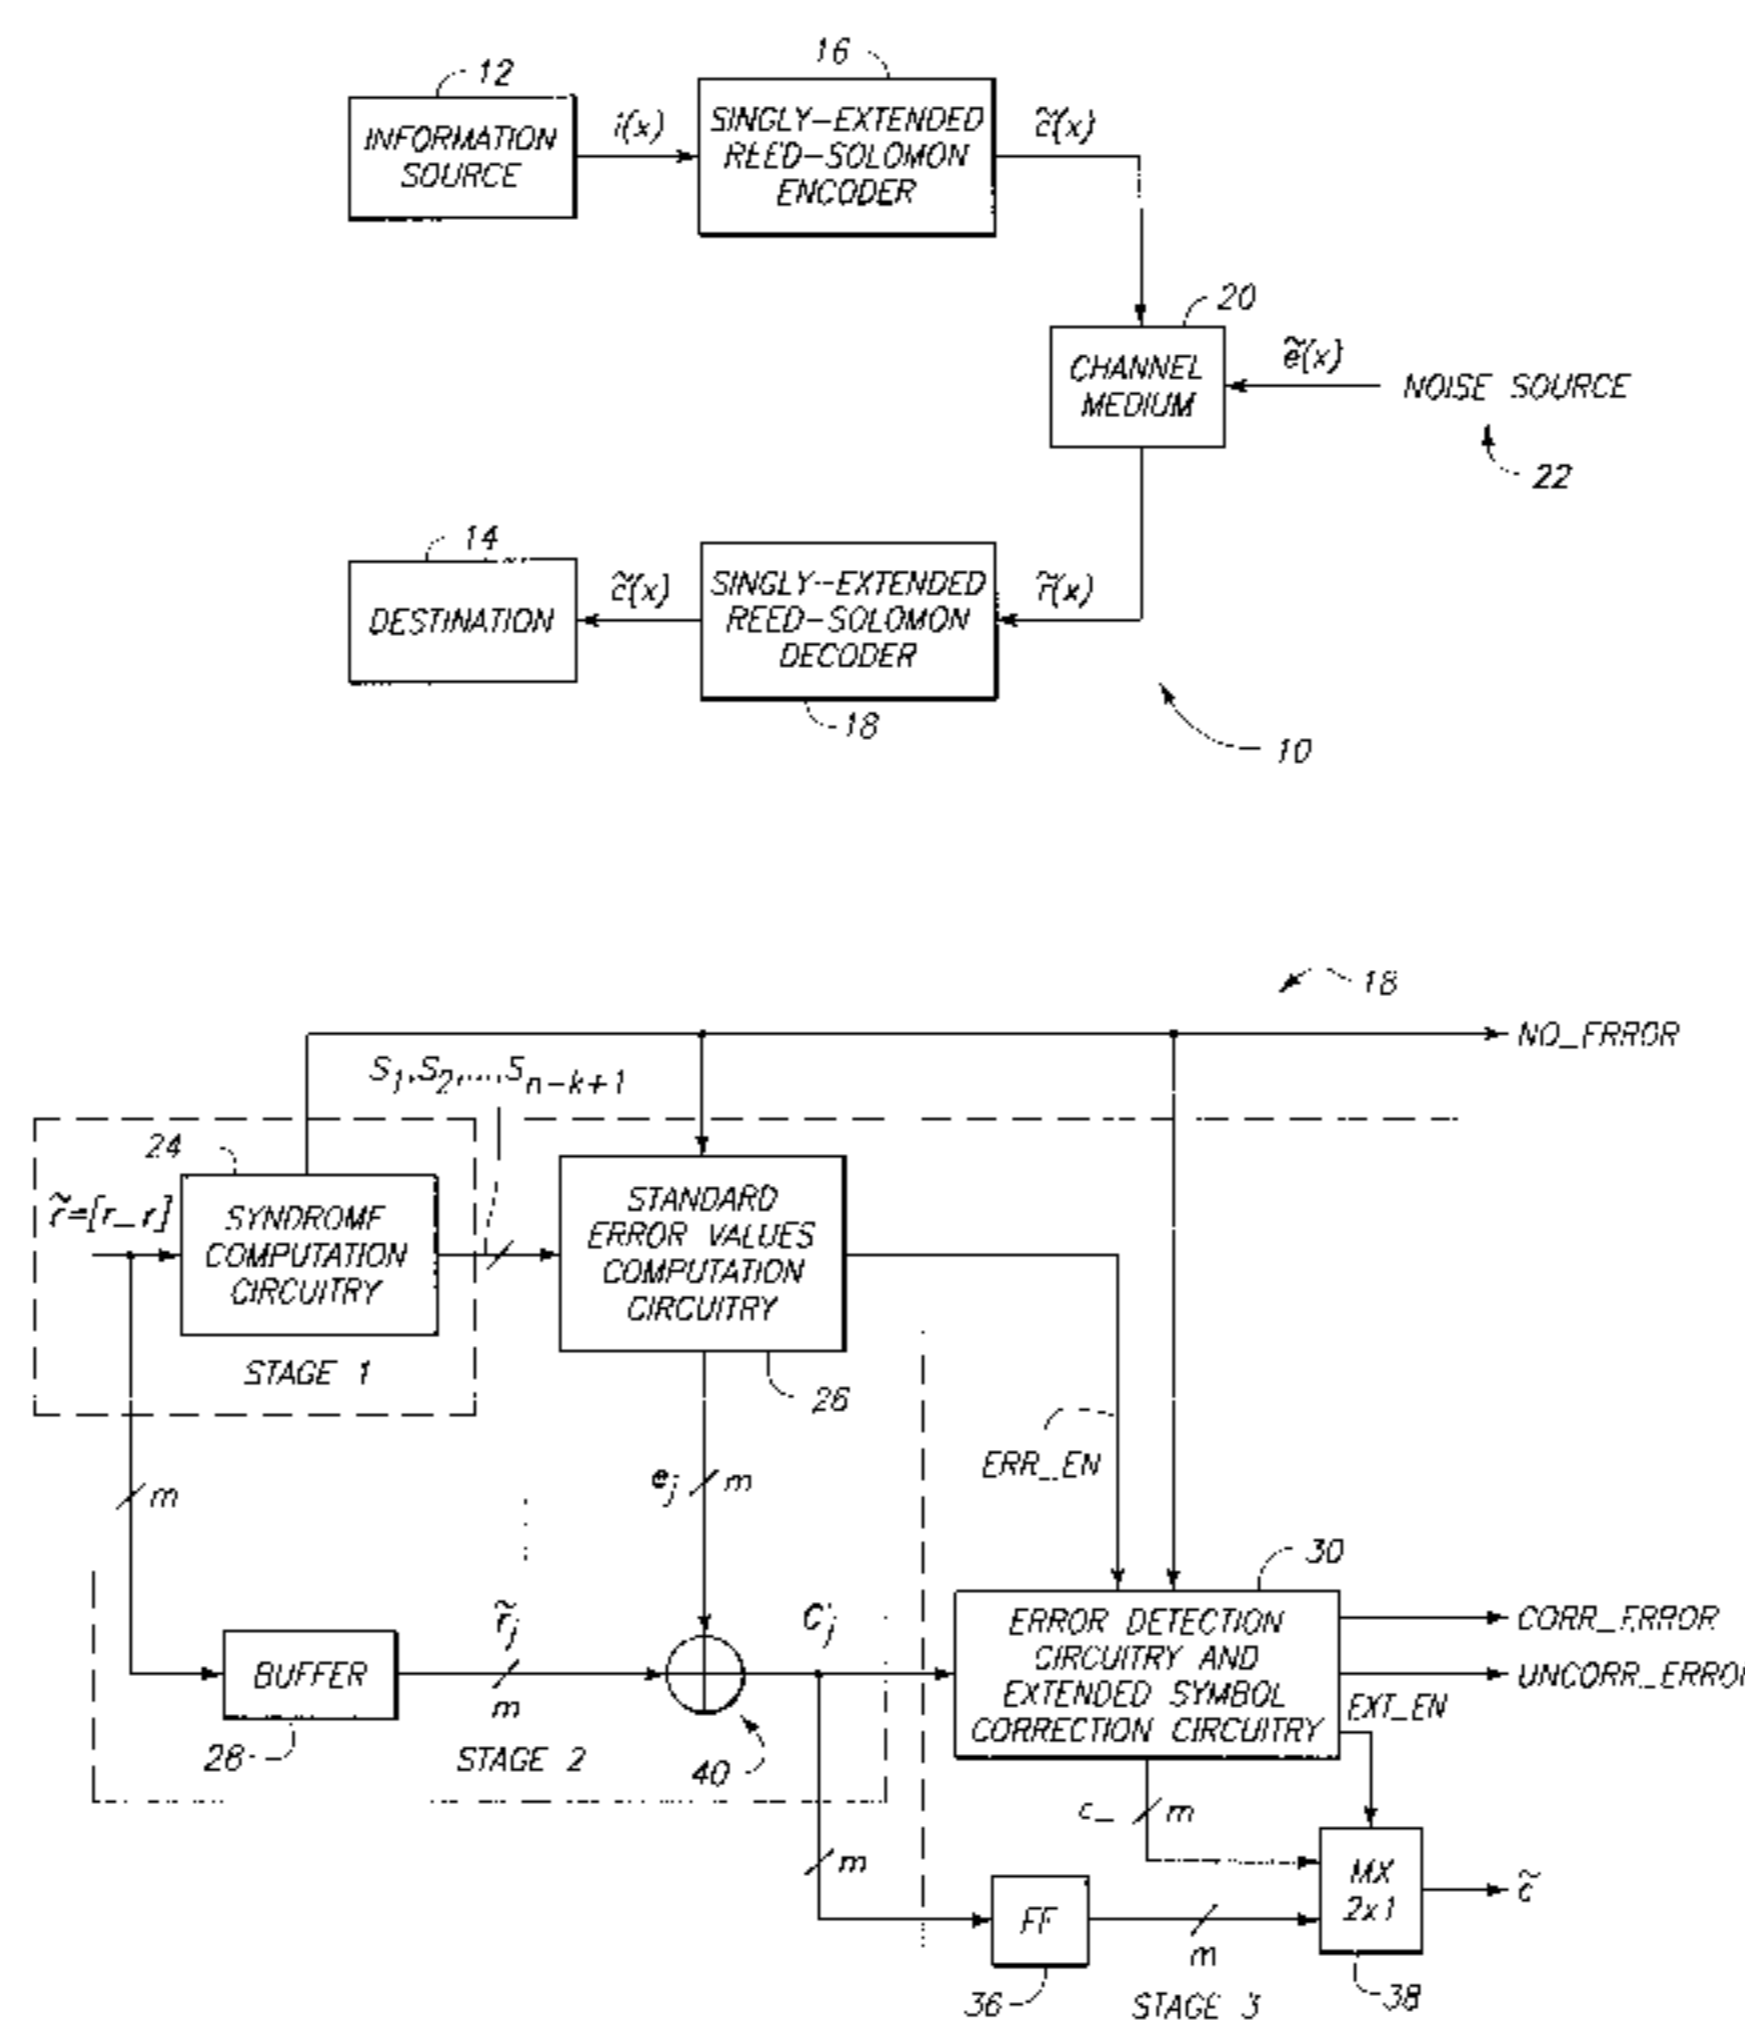 12
INFORMATION
SOURCE
i(x)
16
SINGLY-EXTENDED
REED-SOLOMON
ENCODER
c̃(x)
20
CHANNEL
MEDIUM
ẽ(x)
NOISE SOURCE
22
14
DESTINATION
c̃(x)
SINGLY-EXTENDED
REED-SOLOMON
DECODER
18
r̃(x)
10
18
NO_ERROR
S₁,S₂,...,Sₙ₋ₖ₊₁
24
r̃=[r_r]
SYNDROME
COMPUTATION
CIRCUITRY
STAGE 1
STANDARD
ERROR VALUES
COMPUTATION
CIRCUITRY
26
ERR_EN
m
eⱼ
m
30
BUFFER
28
r̃ⱼ
m
STAGE 2
40
C'ⱼ
ERROR DETECTION
CIRCUITRY AND
EXTENDED SYMBOL
CORRECTION CIRCUITRY
CORR_ERROR
UNCORR_ERROR
EXT_EN
c_
m
m
FF
36
m
STAGE 3
MX
2x1
38
c̃